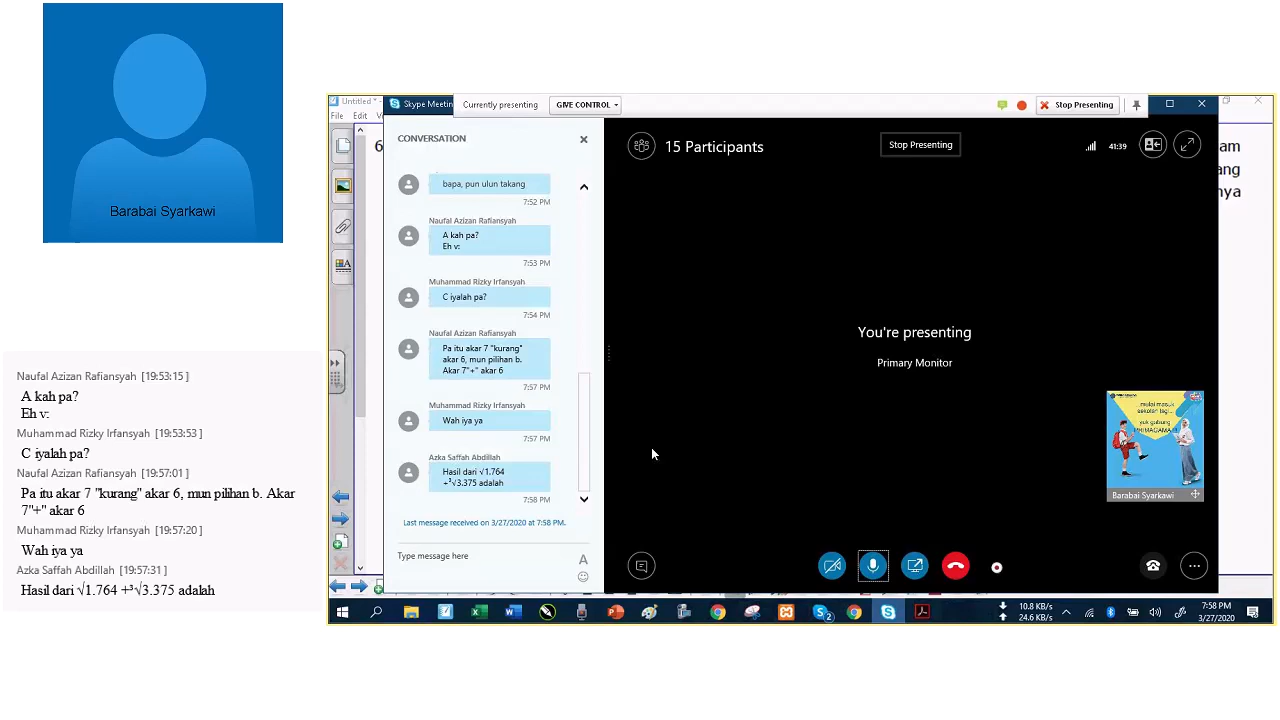 Barabai Syarkawi
Naufal Azizan Rafiansyah [19:53:15]
A kah pa?
Eh v:
Muhammad Rizky Irfansyah [19:53:53]
C iyalah pa?
Naufal Azizan Rafiansyah [19:57:01]
Pa itu akar 7 "kurang" akar 6, mun pilihan b. Akar
7"+" akar 6
Muhammad Rizky Irfansyah [19:57:20]
Wah iya ya
Azka Saffah Abdillah [19:57:31]
Hasil dari √1.764 +³√3.375 adalah
Untitled *
File Edit
6
Skype Meetin
Currently presenting
GIVE CONTROL
Stop Presenting
CONVERSATION
bapa, pun ulun takang
7:52 PM
Naufal Azizan Rafiansyah
A kah pa?
Eh v:
7:53 PM
Muhammad Rizky Irfansyah
C iyalah pa?
7:54 PM
Naufal Azizan Rafiansyah
Pa itu akar 7 "kurang"
akar 6, mun pilihan b.
Akar 7"+" akar 6
7:57 PM
Muhammad Rizky Irfansyah
Wah iya ya
7:57 PM
Azka Saffah Abdillah
Hasil dari √1.764
+³√3.375 adalah
7:58 PM
Last message received on 3/27/2020 at 7:58 PM.
Type message here
A
15 Participants
Stop Presenting
41:39
You're presenting
Primary Monitor
...mulai masuk
sekolah lagi...
yuk gabung
PRIMAGAMA
Barabai Syarkawi
am
ang
nya
10.8 KB/s
24.6 KB/s
7:58 PM
3/27/2020